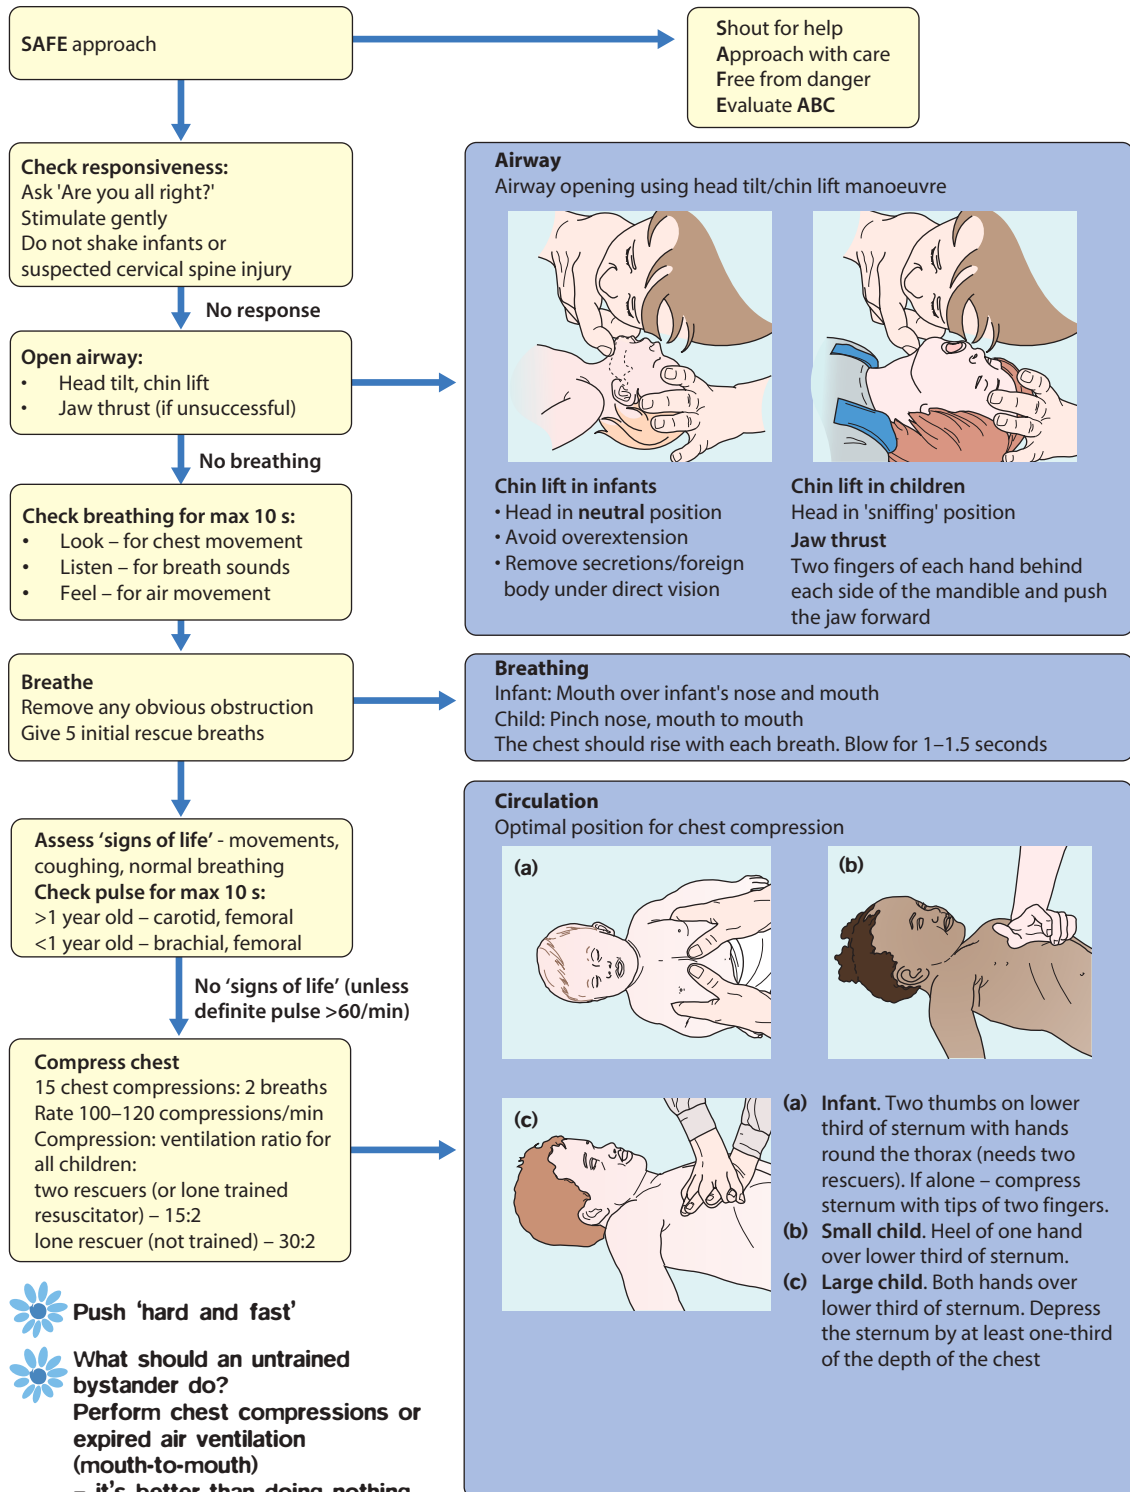 SAFE approach
Shout for help
Approach with care
Free from danger
Evaluate ABC
Check responsiveness:
Ask 'Are you all right?'
Stimulate gently
Do not shake infants or
suspected cervical spine injury
No response
Open airway:
• Head tilt, chin lift
• Jaw thrust (if unsuccessful)
No breathing
Check breathing for max 10 s:
• Look – for chest movement
• Listen – for breath sounds
• Feel – for air movement
Breathe
Remove any obvious obstruction
Give 5 initial rescue breaths
Assess ‘signs of life’ - movements,
coughing, normal breathing
Check pulse for max 10 s:
>1 year old – carotid, femoral
<1 year old – brachial, femoral
No ‘signs of life’ (unless
definite pulse >60/min)
Compress chest
15 chest compressions: 2 breaths
Rate 100–120 compressions/min
Compression: ventilation ratio for
all children:
two rescuers (or lone trained
resuscitator) – 15:2
lone rescuer (not trained) – 30:2
Push ‘hard and fast’
What should an untrained
bystander do?
Perform chest compressions or
expired air ventilation
(mouth-to-mouth)
– it’s better than doing nothing
Airway
Airway opening using head tilt/chin lift manoeuvre
Chin lift in infants
• Head in neutral position
• Avoid overextension
• Remove secretions/foreign
body under direct vision
Chin lift in children
Head in 'sniffing' position
Jaw thrust
Two fingers of each hand behind
each side of the mandible and push
the jaw forward
Breathing
Infant: Mouth over infant's nose and mouth
Child: Pinch nose, mouth to mouth
The chest should rise with each breath. Blow for 1–1.5 seconds
Circulation
Optimal position for chest compression
(a)
(b)
(c)
(a) Infant. Two thumbs on lower
third of sternum with hands
round the thorax (needs two
rescuers). If alone – compress
sternum with tips of two fingers.
(b) Small child. Heel of one hand
over lower third of sternum.
(c) Large child. Both hands over
lower third of sternum. Depress
the sternum by at least one-third
of the depth of the chest